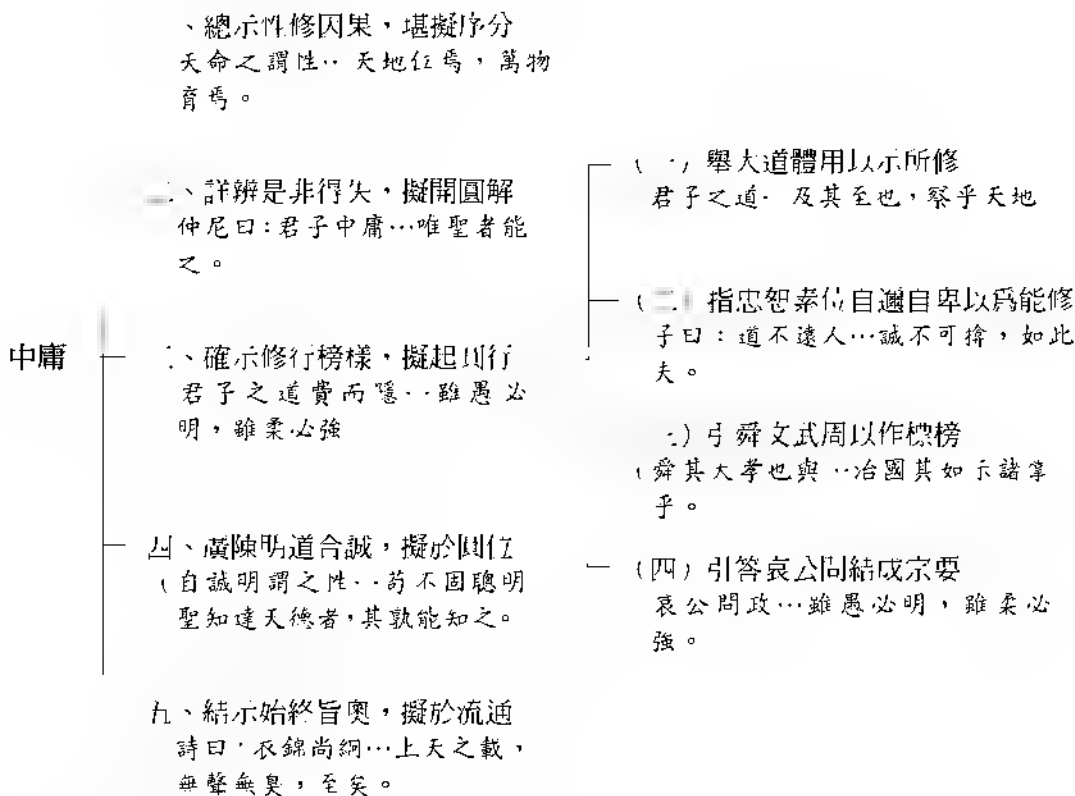 中庸
、總示性修因果，堪擬序分
天命之謂性‥天地位焉，萬物
育焉。
二、詳辨是非得失，擬開圓解
仲尼曰：君子中庸…唯聖者能
之。
、確示修行榜樣，擬起圓行
君子之道費而隱‥雖愚必
明，雖柔必強
四、廣陳明道合誠，擬於圓位
（自誠明謂之性‥苟不固聰明
聖知達天德者，其孰能知之。
五、結示始終旨奧，擬於流通
詩曰，衣錦尚絅…上天之載，
無聲無臭，至矣。
（一）舉大道體用以示所修
君子之道‥及其至也，察乎天地
（二）指忠恕素位自邇自卑以為能修
子曰：道不遠人…誠不可揜，如此
夫。
）引舜文武周以作標榜
（舜其大孝也與‥治國其如示諸掌
乎。
（四）引答哀公問結成宗要
哀公問政…雖愚必明，雖柔必
強。